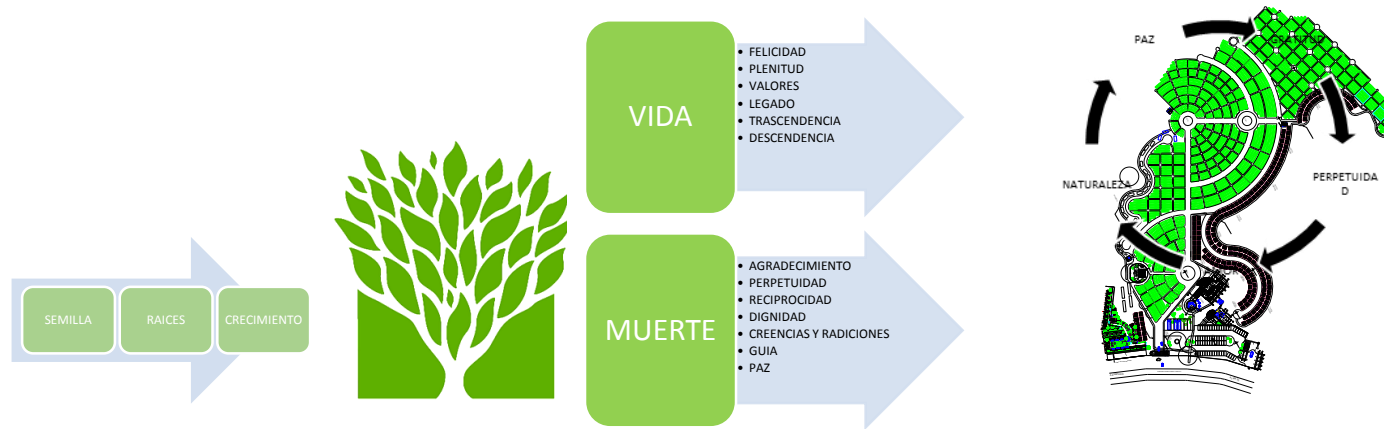 SEMILLA
RAICES
CRECIMIENTO
VIDA
• FELICIDAD
• PLENITUD
• VALORES
• LEGADO
• TRASCENDENCIA
• DESCENDENCIA
MUERTE
• AGRADECIMIENTO
• PERPETUIDAD
• RECIPROCIDAD
• DIGNIDAD
• CREENCIAS Y RADICIONES
• GUIA
• PAZ
PAZ
GRATITUD
PERPETUIDA
D
NATURALEZA